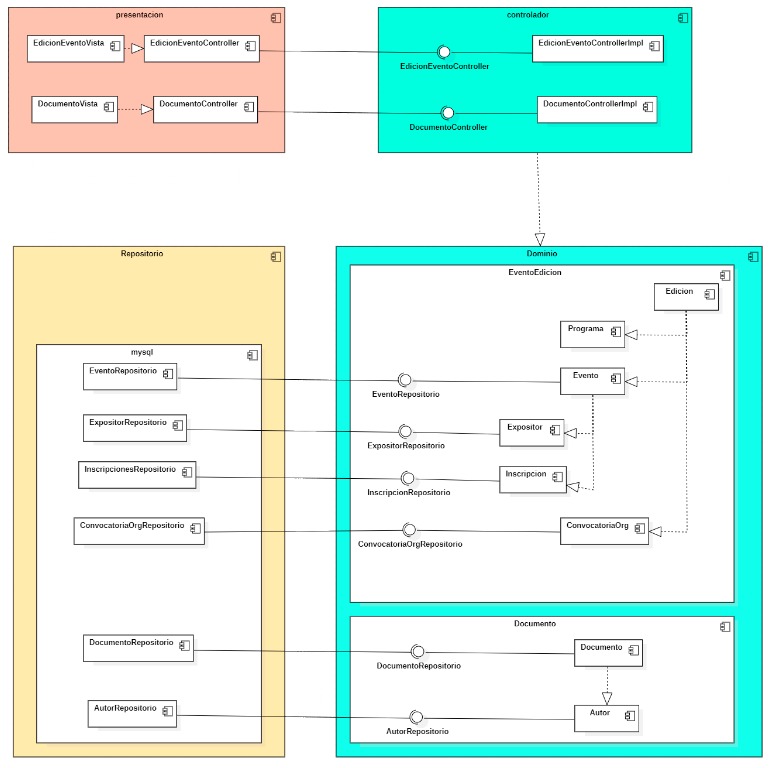 presentacion
EdicionEventoVista
EdicionEventoController
DocumentoVista
DocumentoController
EdicionEventoController
DocumentoController
controlador
EdicionEventoControllerImpl
DocumentoControllerImpl
Repositorio
mysql
EventoRepositorio
ExpositorRepositorio
InscripcionesRepositorio
ConvocatoriaOrgRepositorio
DocumentoRepositorio
AutorRepositorio
Dominio
EventoEdicion
Edicion
Programa
Evento
EventoRepositorio
Expositor
ExpositorRepositorio
Inscripcion
InscripcionRepositorio
ConvocatoriaOrg
ConvocatoriaOrgRepositorio
Documento
Documento
DocumentoRepositorio
Autor
AutorRepositorio